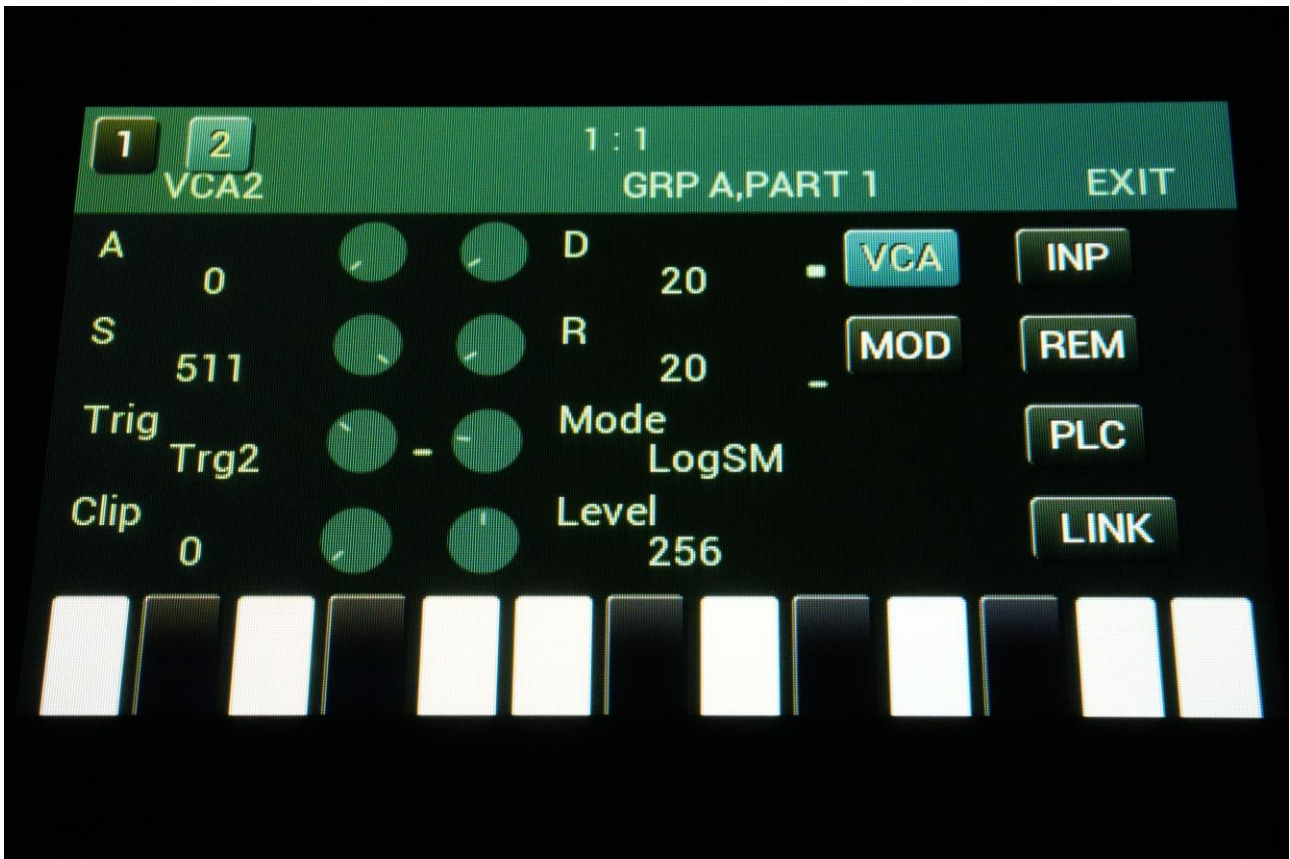 1 2 1 : 1
VCA2 GRP A,PART 1 EXIT
A D VCA INP
0 20
S R MOD REM
511 20
Trig Mode PLC
Trg2 LogSM
Clip Level LINK
0 256